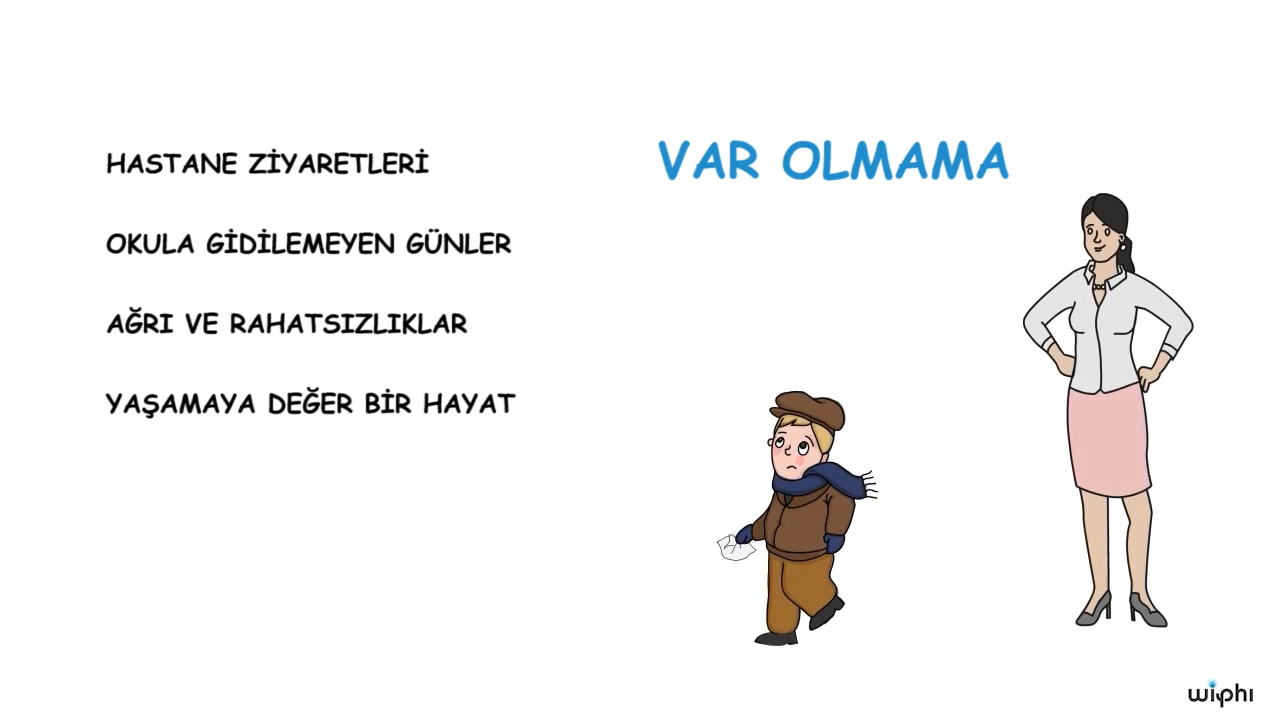 HASTANE ZİYARETLERİ
OKULA GİDİLEMEYEN GÜNLER
AĞRI VE RAHATSIZLIKLAR
YAŞAMAYA DEĞER BİR HAYAT
VAR OLMAMA
wiphi